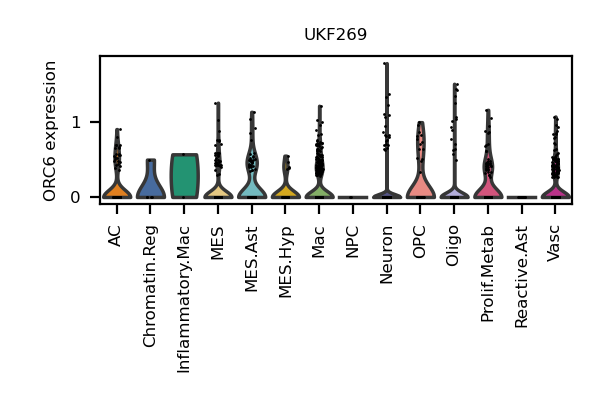 UKF269
ORC6 expression
1
0
AC
Chromatin.Reg
Inflammatory.Mac
MES
MES.Ast
MES.Hyp
Mac
NPC
Neuron
OPC
Oligo
Prolif.Metab
Reactive.Ast
Vasc